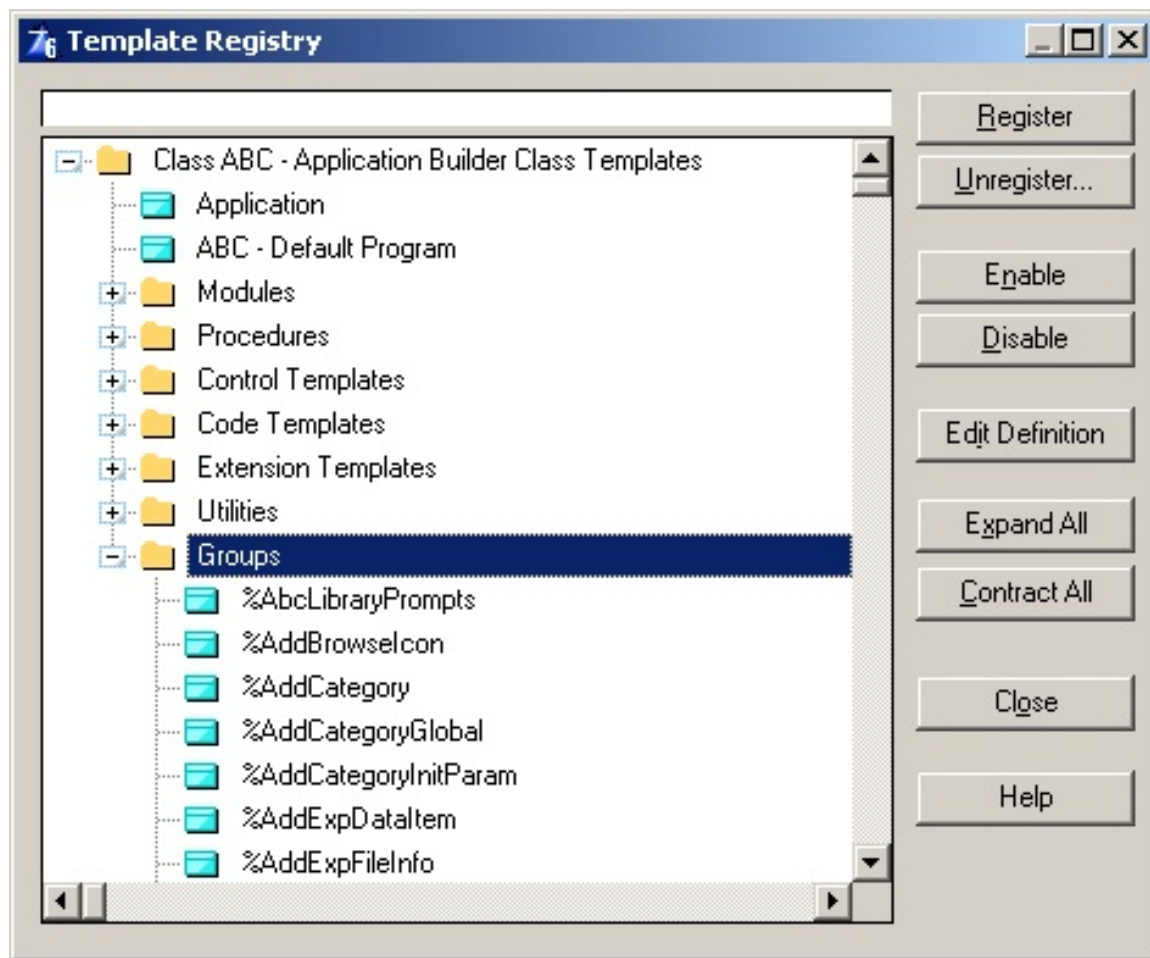 76 Template Registry
Class ABC - Application Builder Class Templates
Application
ABC - Default Program
Modules
Procedures
Control Templates
Code Templates
Extension Templates
Utilities
Groups
%AbcLibraryPrompts
%AddBrowseIcon
%AddCategory
%AddCategoryGlobal
%AddCategoryInitParam
%AddExpDataItem
%AddExpFileInfo
Register
Unregister...
Enable
Disable
Edit Definition
Expand All
Contract All
Close
Help